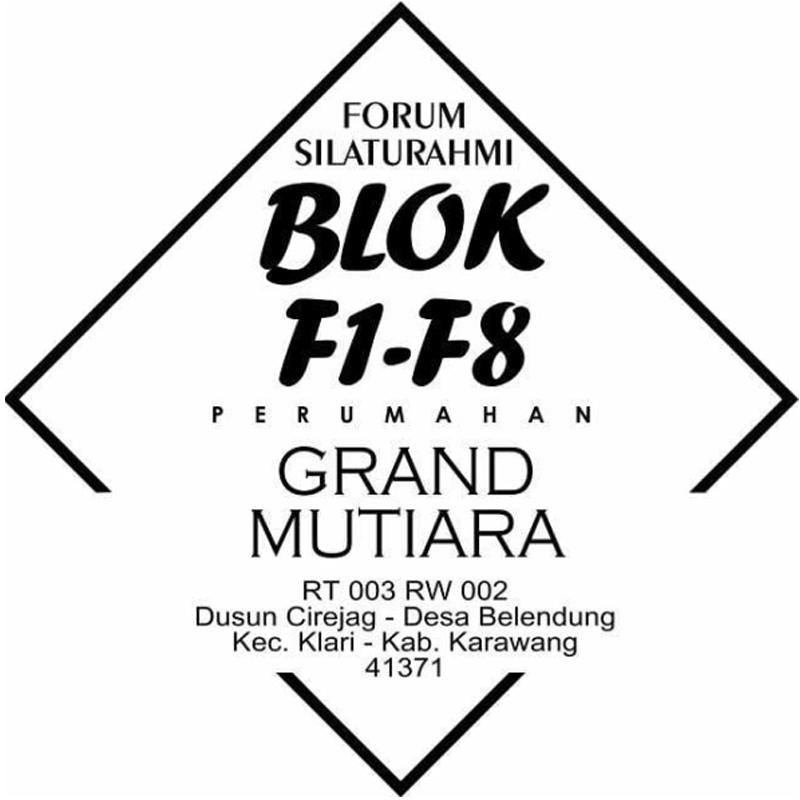 FORUM
SILATURAHMI
BLOK
F1-F8
PERUMAHAN
GRAND
MUTIARA
RT 003 RW 002
Dusun Cirejag - Desa Belendung
Kec. Klari - Kab. Karawang
41371